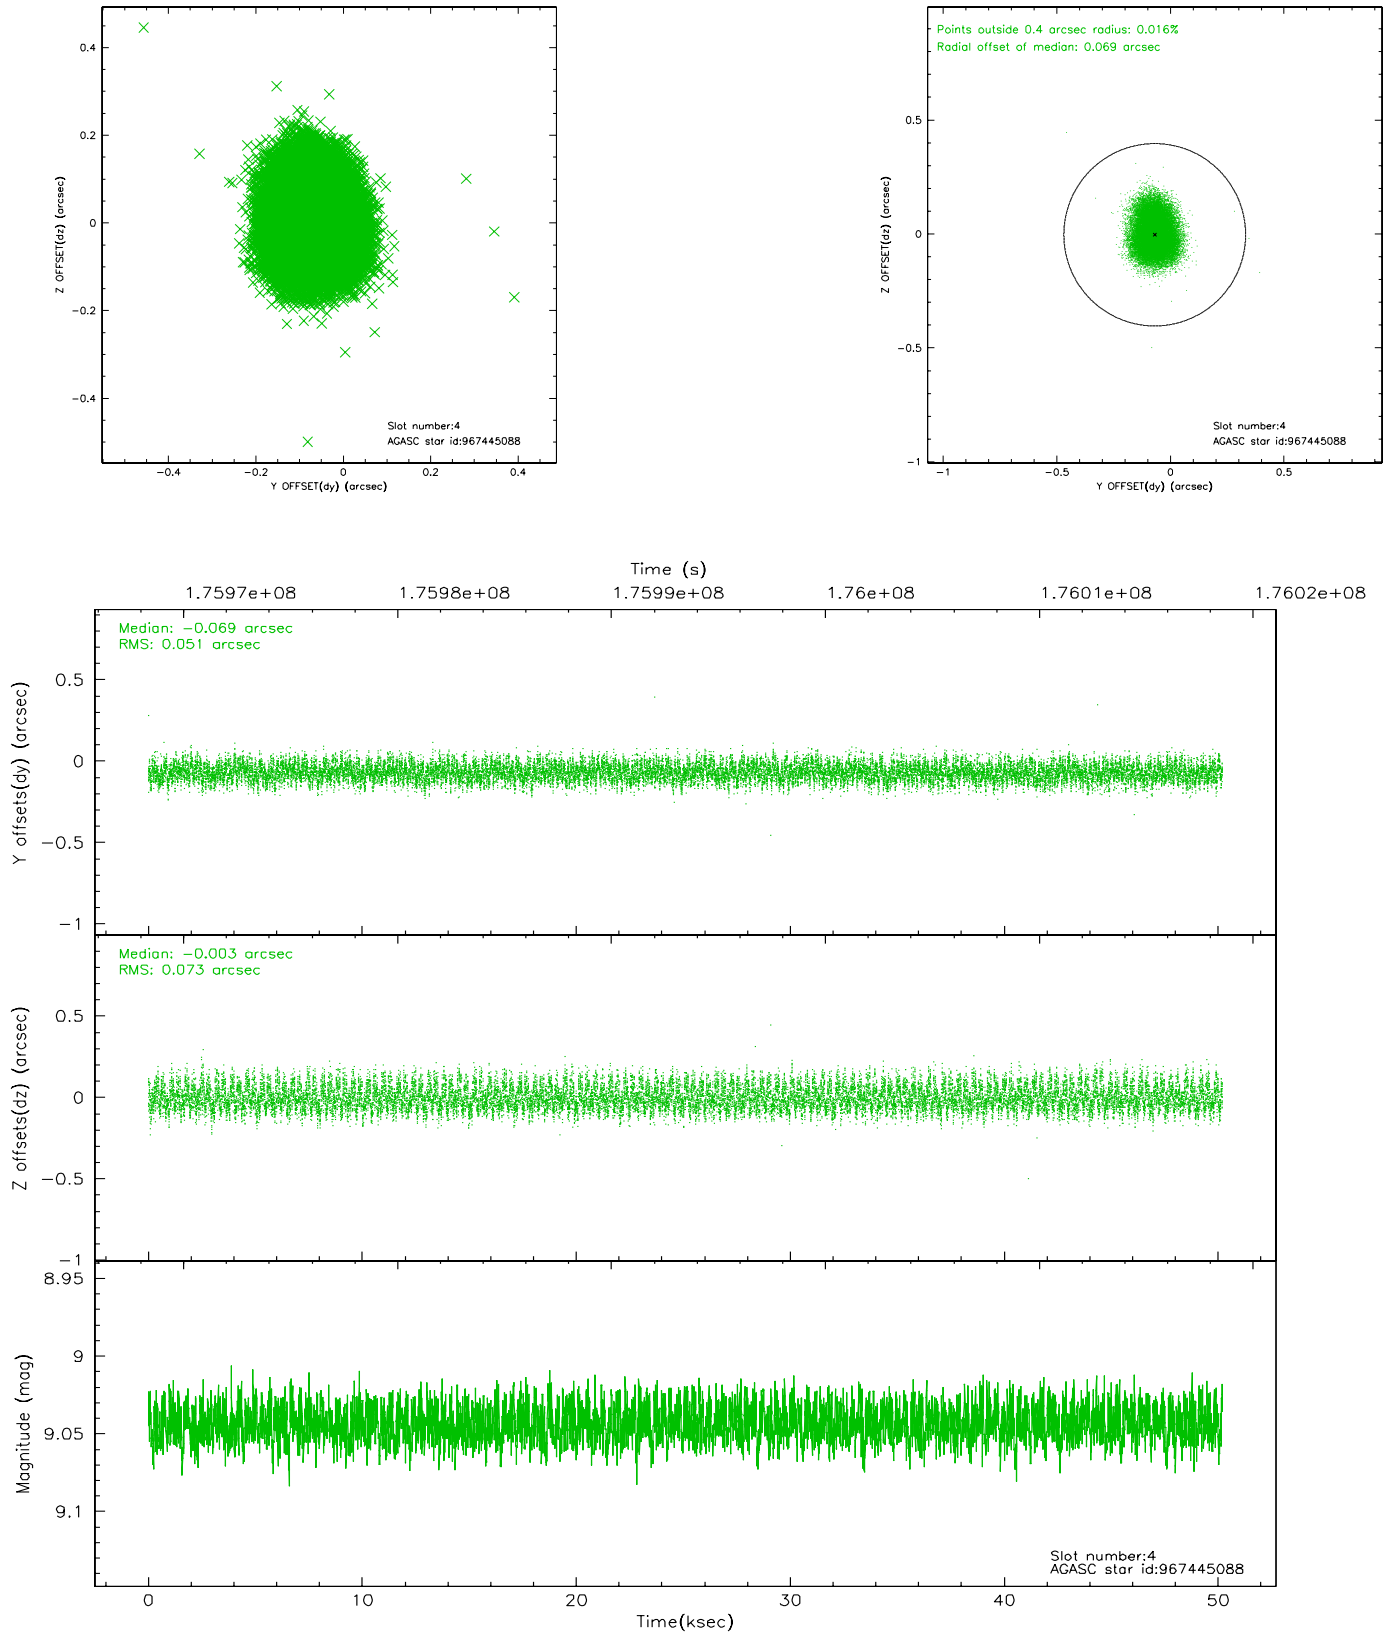 0.4
0.2
0
-0.2
-0.4
Z OFFSET(dz) (arcsec)
Slot number:4
AGASC star id:967445088
-0.4
-0.2
0
0.2
0.4
Y OFFSET(dy) (arcsec)
Points outside 0.4 arcsec radius: 0.016%
Radial offset of median: 0.069 arcsec
0.5
0
-0.5
-1
Z OFFSET(dz) (arcsec)
Slot number:4
AGASC star id:967445088
-1
-0.5
0
0.5
Y OFFSET(dy) (arcsec)
Time (s)
1.7597e+08
1.7598e+08
1.7599e+08
1.76e+08
1.7601e+08
1.7602e+08
Median: -0.069 arcsec
RMS: 0.051 arcsec
0.5
0
-0.5
-1
Y offsets(dy) (arcsec)
Median: -0.003 arcsec
RMS: 0.073 arcsec
0.5
0
-0.5
-1
Z offsets(dz) (arcsec)
8.95
9
9.05
9.1
Magnitude (mag)
Slot number:4
AGASC star id:967445088
0
10
20
30
40
50
Time(ksec)